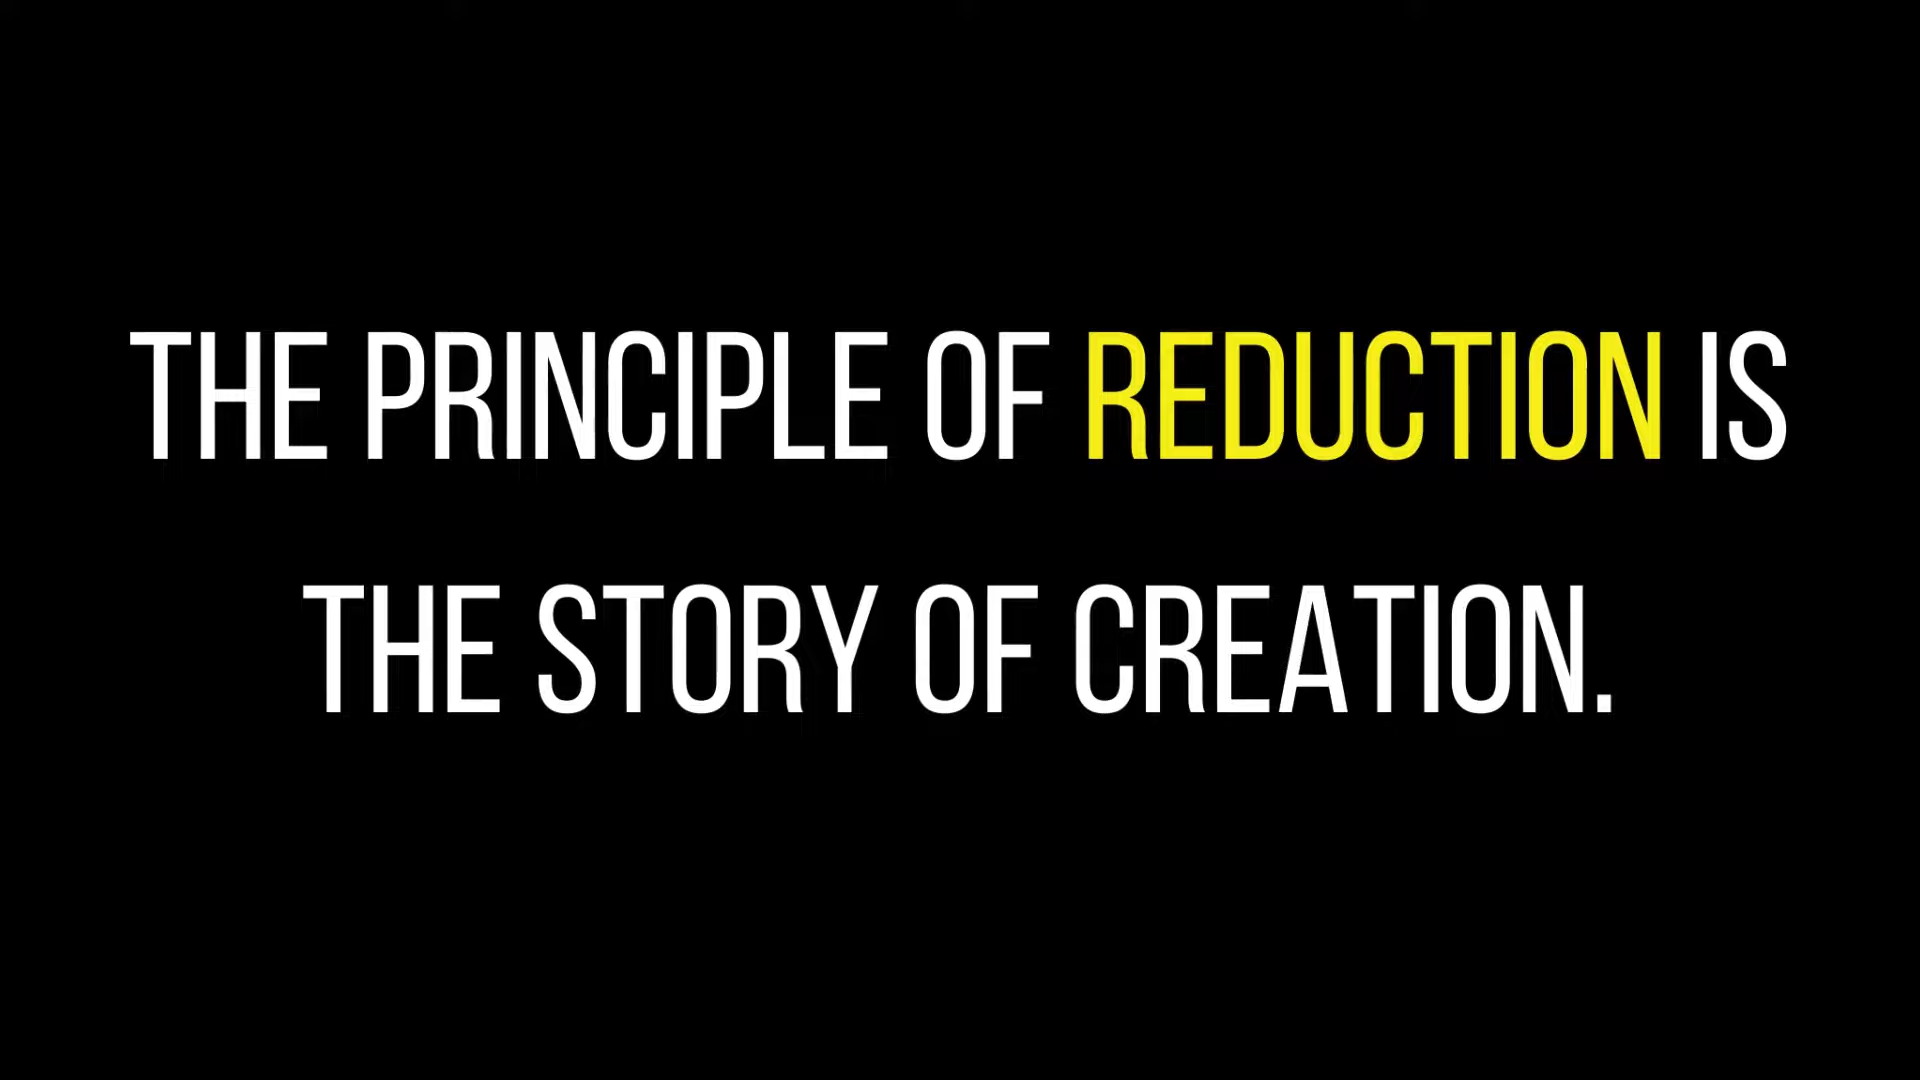 THE PRINCIPLE OF REDUCTION IS
THE STORY OF CREATION.